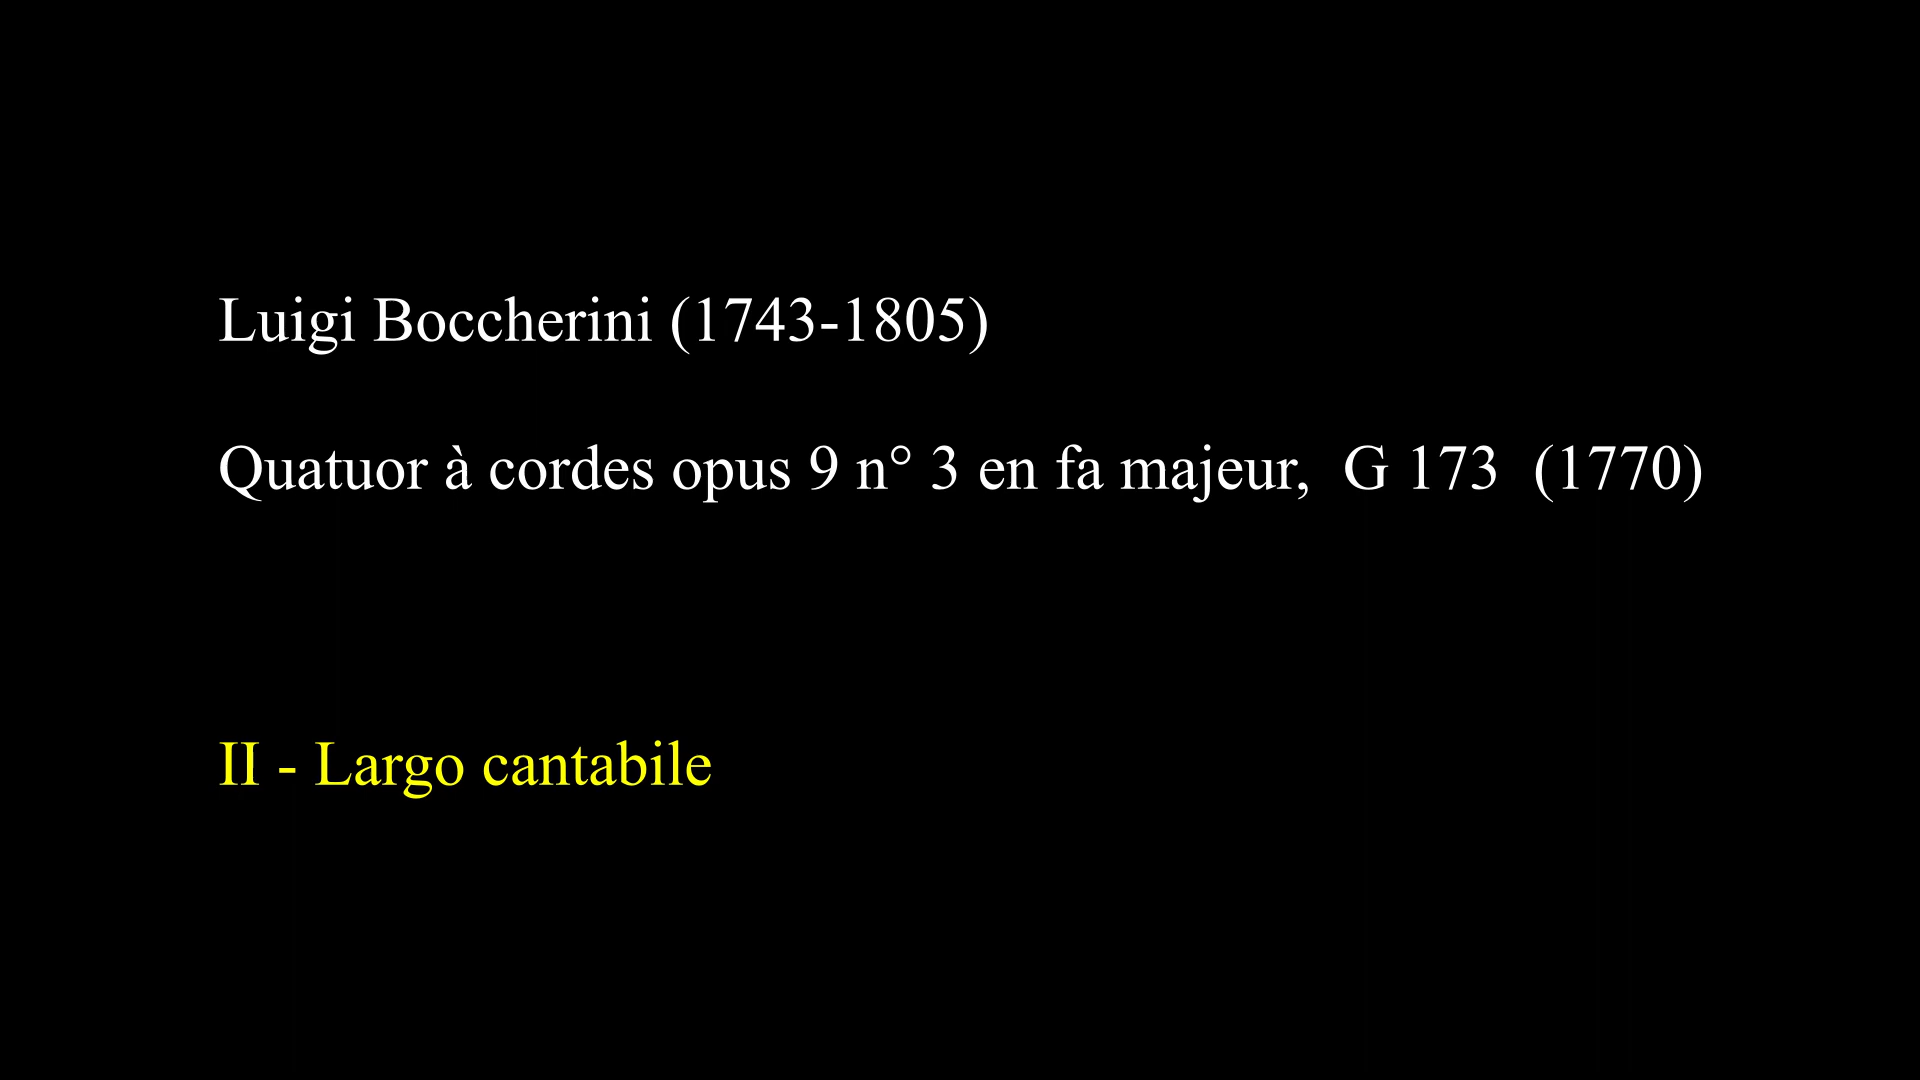 Luigi Boccherini (1743-1805)
Quatuor à cordes opus 9 n° 3 en fa majeur,  G 173  (1770)
II - Largo cantabile